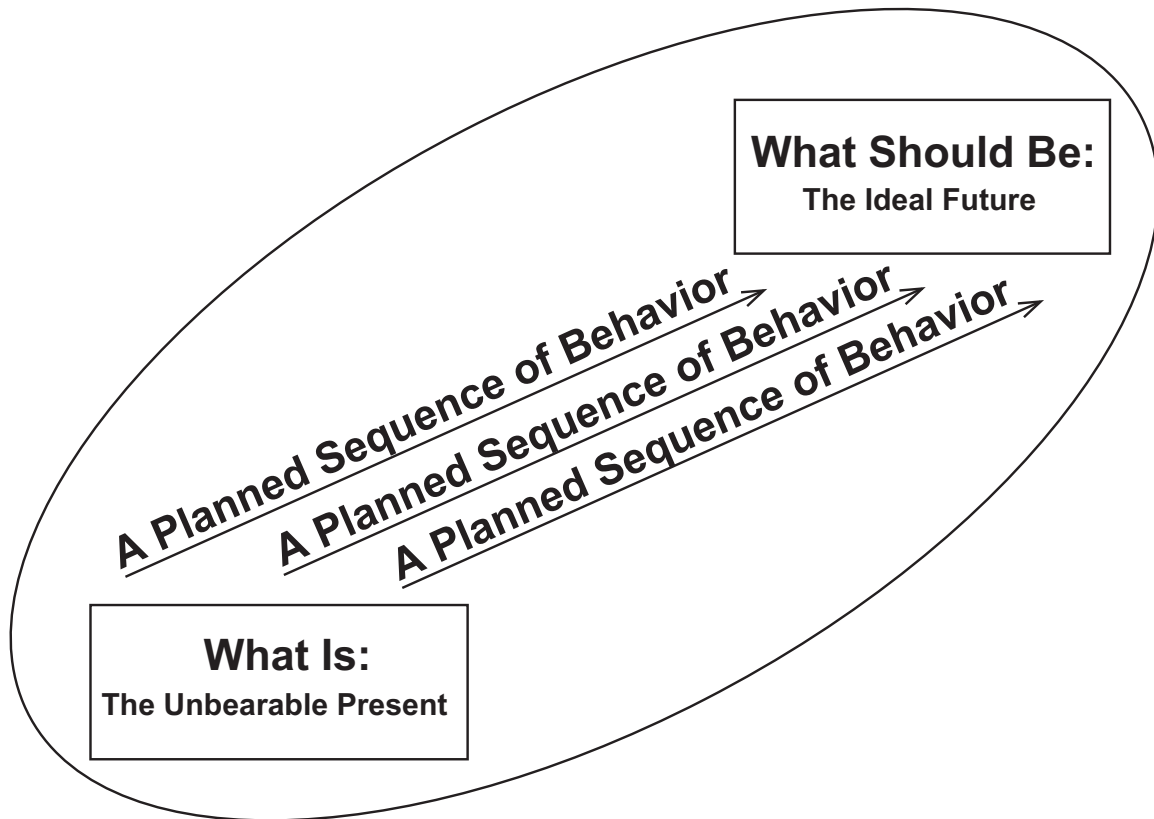 What Should Be:
The Ideal Future
A Planned Sequence of Behavior
A Planned Sequence of Behavior
A Planned Sequence of Behavior
What Is:
The Unbearable Present